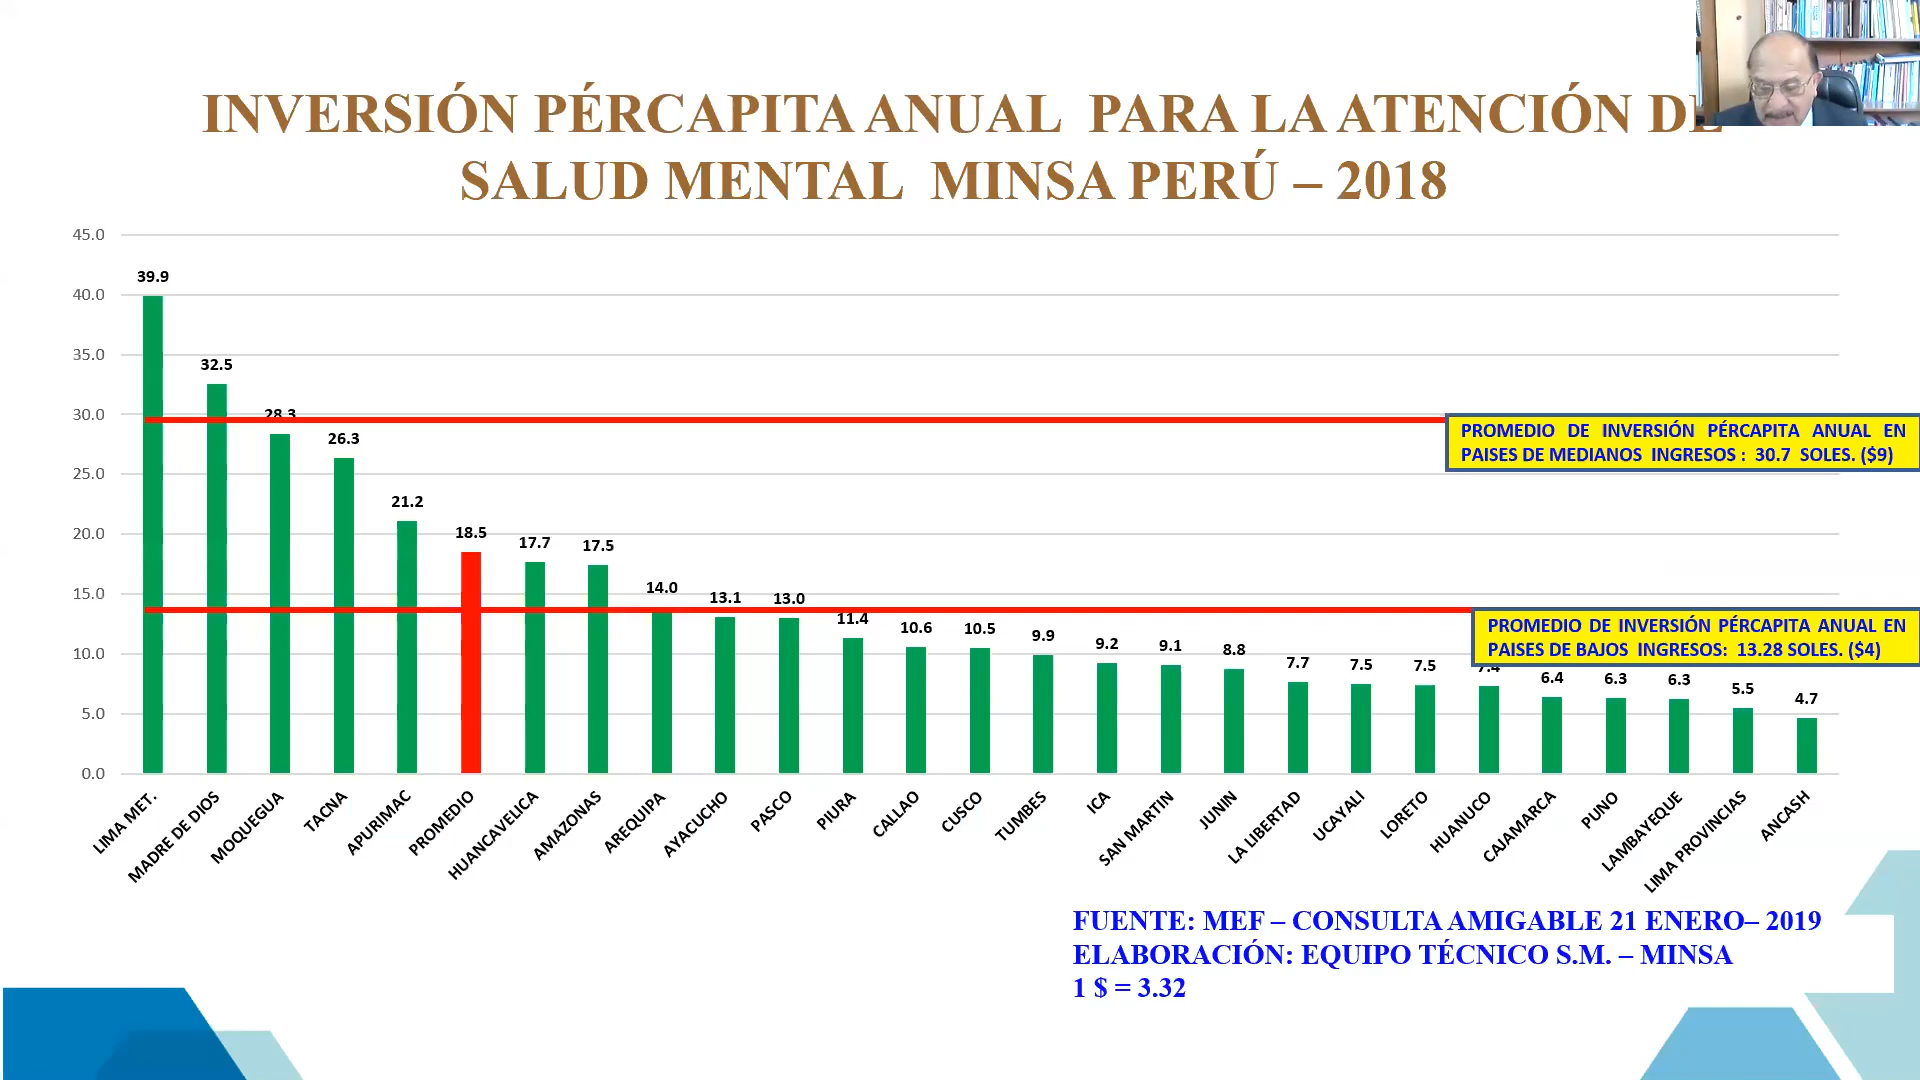 INVERSIÓN PÉRCAPITA ANUAL PARA LA ATENCIÓN DE
SALUD MENTAL MINSA PERÚ – 2018
45.0
40.0
35.0
30.0
25.0
20.0
15.0
10.0
5.0
0.0
39.9
32.5
28.3
26.3
21.2
18.5
17.7
17.5
14.0
13.1
13.0
11.4
10.6
10.5
9.9
9.2
9.1
8.8
7.7
7.5
7.5
7.4
6.4
6.3
6.3
5.5
4.7
PROMEDIO DE INVERSIÓN PÉRCAPITA ANUAL EN
PAISES DE MEDIANOS INGRESOS : 30.7 SOLES. ($9)
PROMEDIO DE INVERSIÓN PÉRCAPITA ANUAL EN
PAISES DE BAJOS INGRESOS: 13.28 SOLES. ($4)
LIMA MET.
MADRE DE DIOS
MOQUEGUA
TACNA
APURIMAC
PROMEDIO
HUANCAVELICA
AMAZONAS
AREQUIPA
AYACUCHO
PASCO
PIURA
CALLAO
CUSCO
TUMBES
ICA
SAN MARTIN
JUNIN
LA LIBERTAD
UCAYALI
LORETO
HUANUCO
CAJAMARCA
PUNO
LAMBAYEQUE
LIMA PROVINCIAS
ANCASH
FUENTE: MEF – CONSULTA AMIGABLE 21 ENERO– 2019
ELABORACIÓN: EQUIPO TÉCNICO S.M. – MINSA
1 $ = 3.32